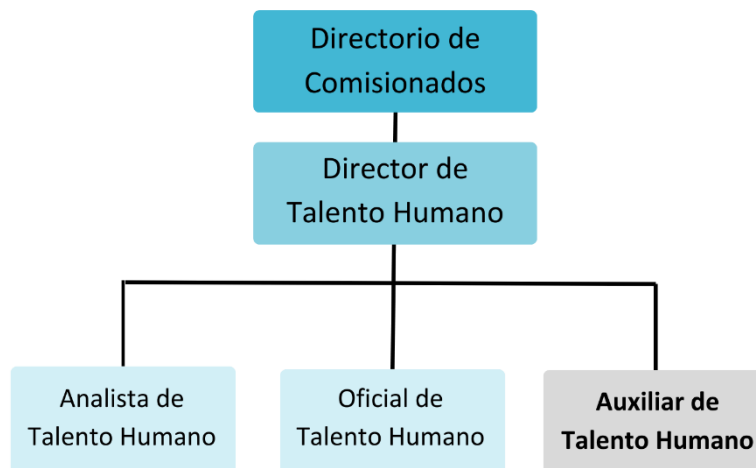 Directorio de
Comisionados
Director de
Talento Humano
Analista de
Talento Humano
Oficial de
Talento Humano
Auxiliar de
Talento Humano